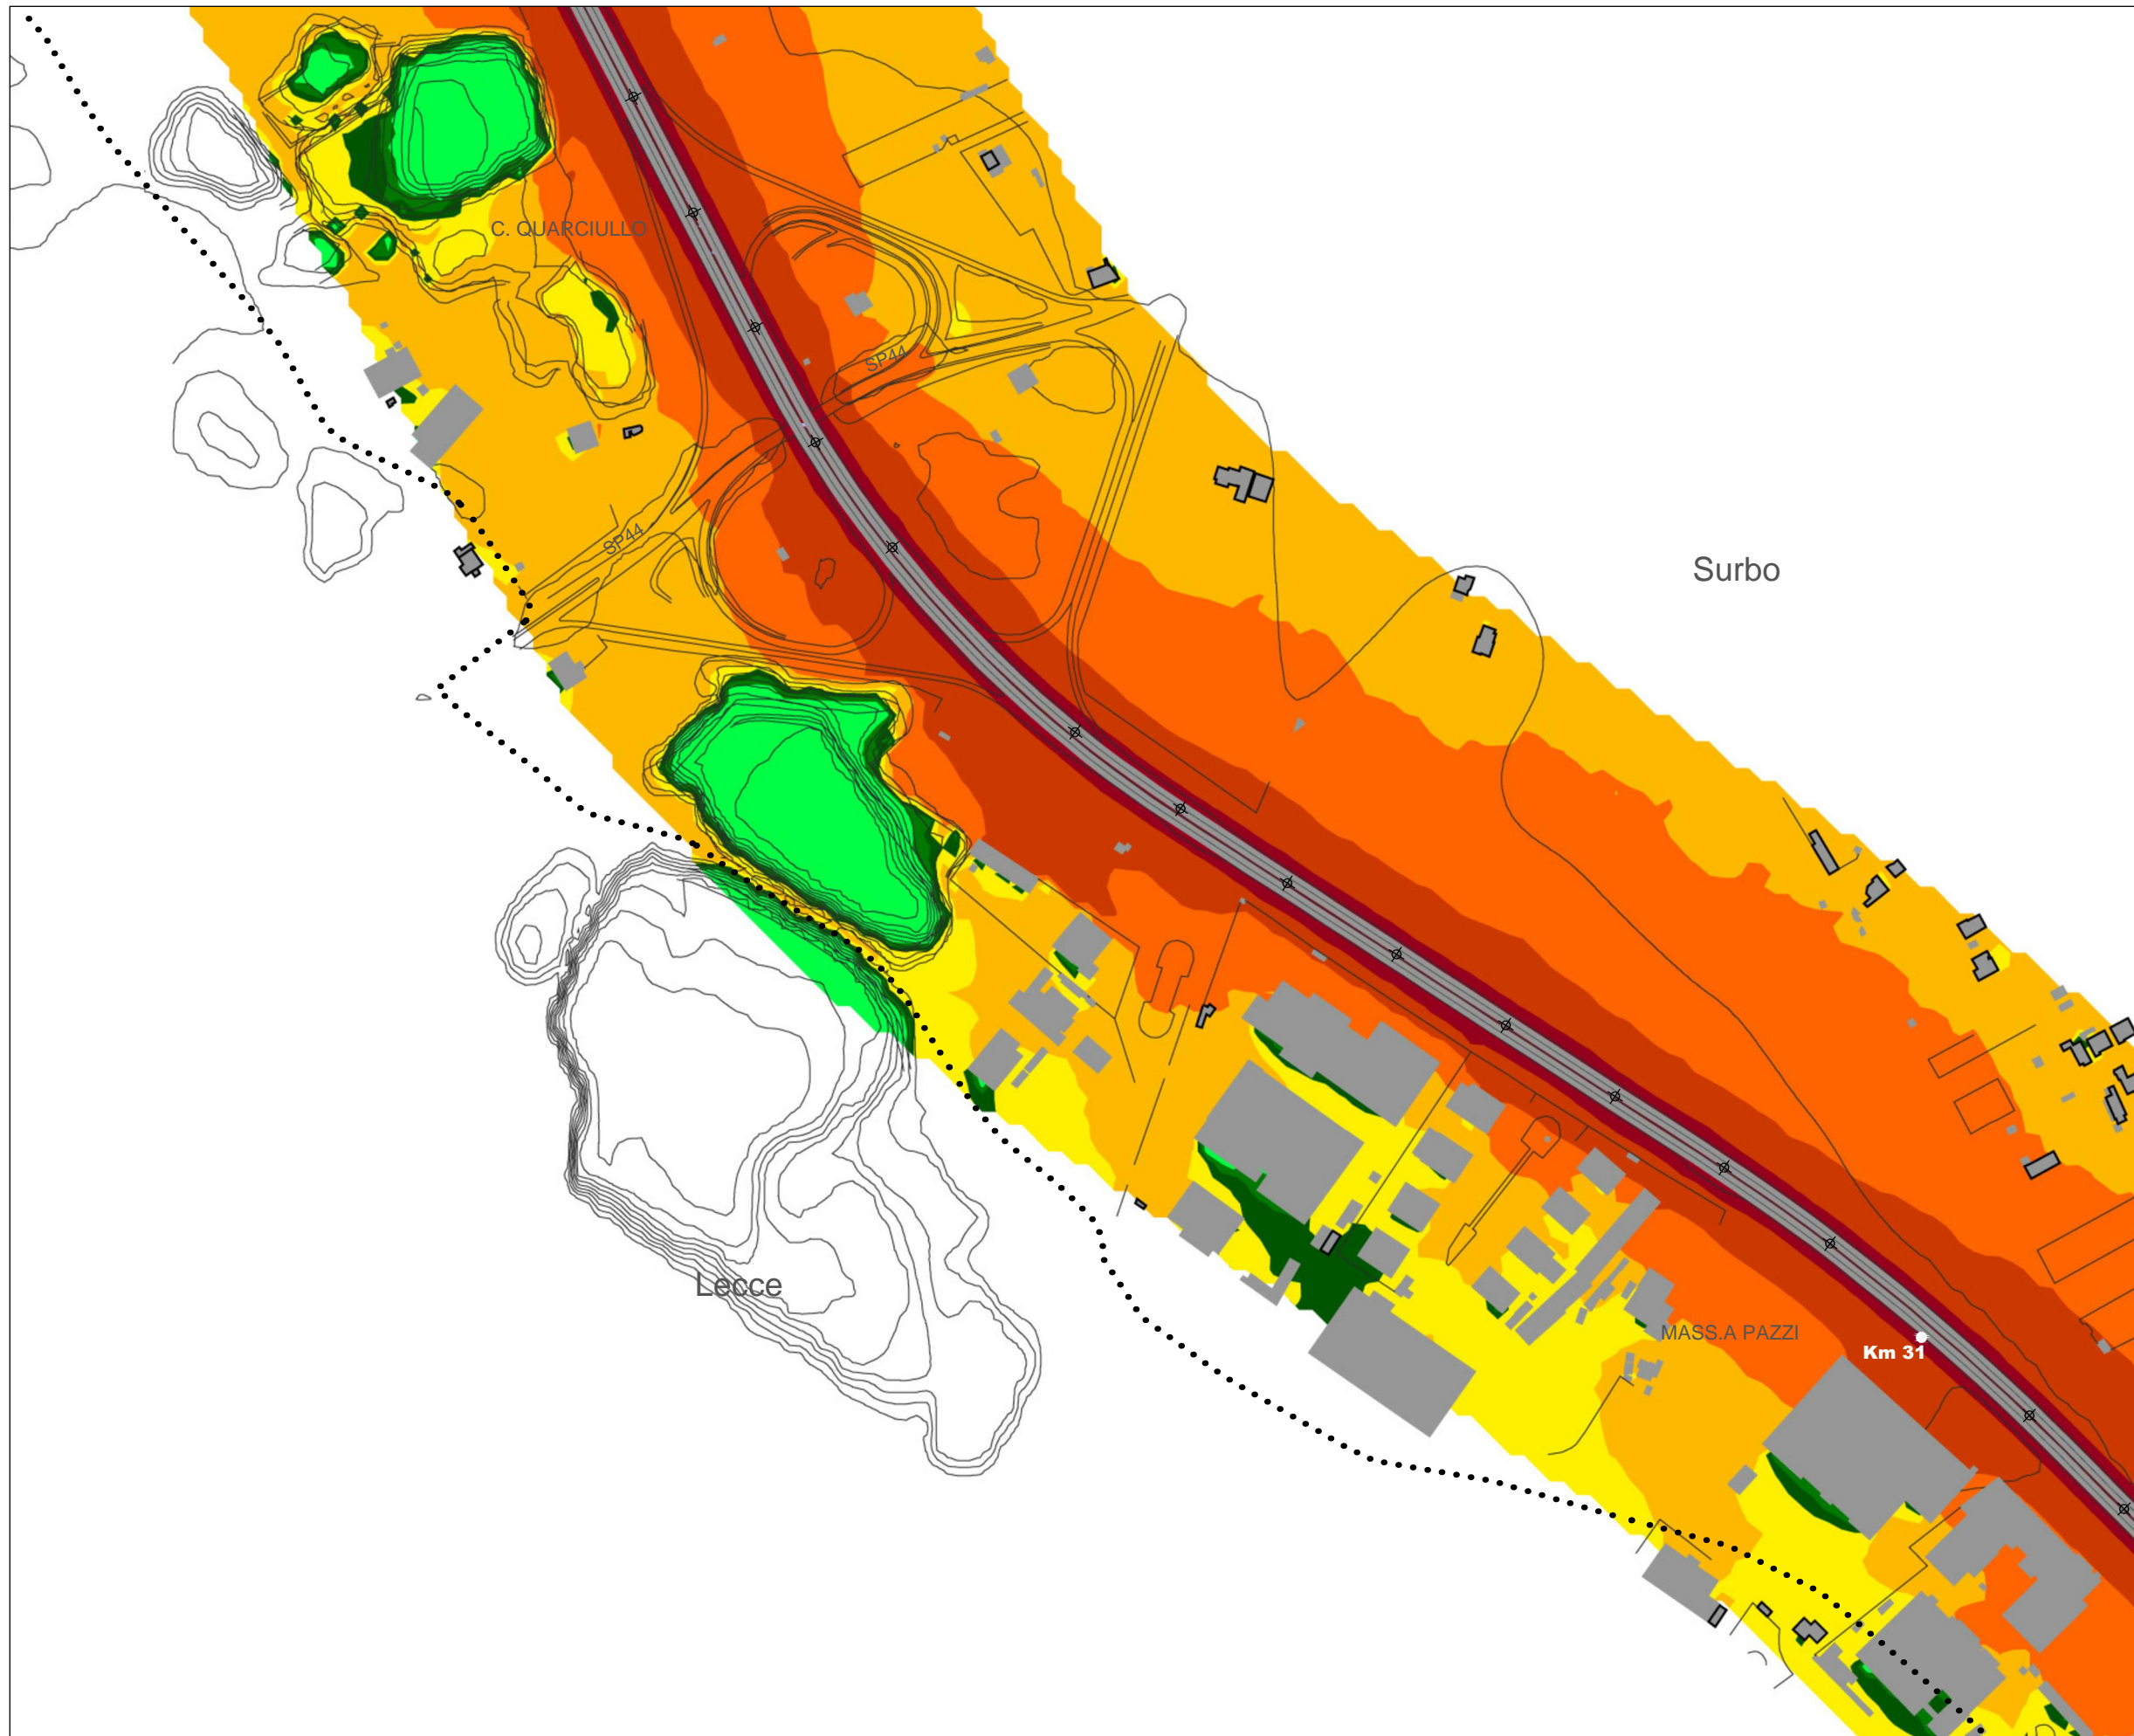 C. QUARCIULLO
SP44
SP44
Surbo
Lecce
MASS.A PAZZI
Km 31